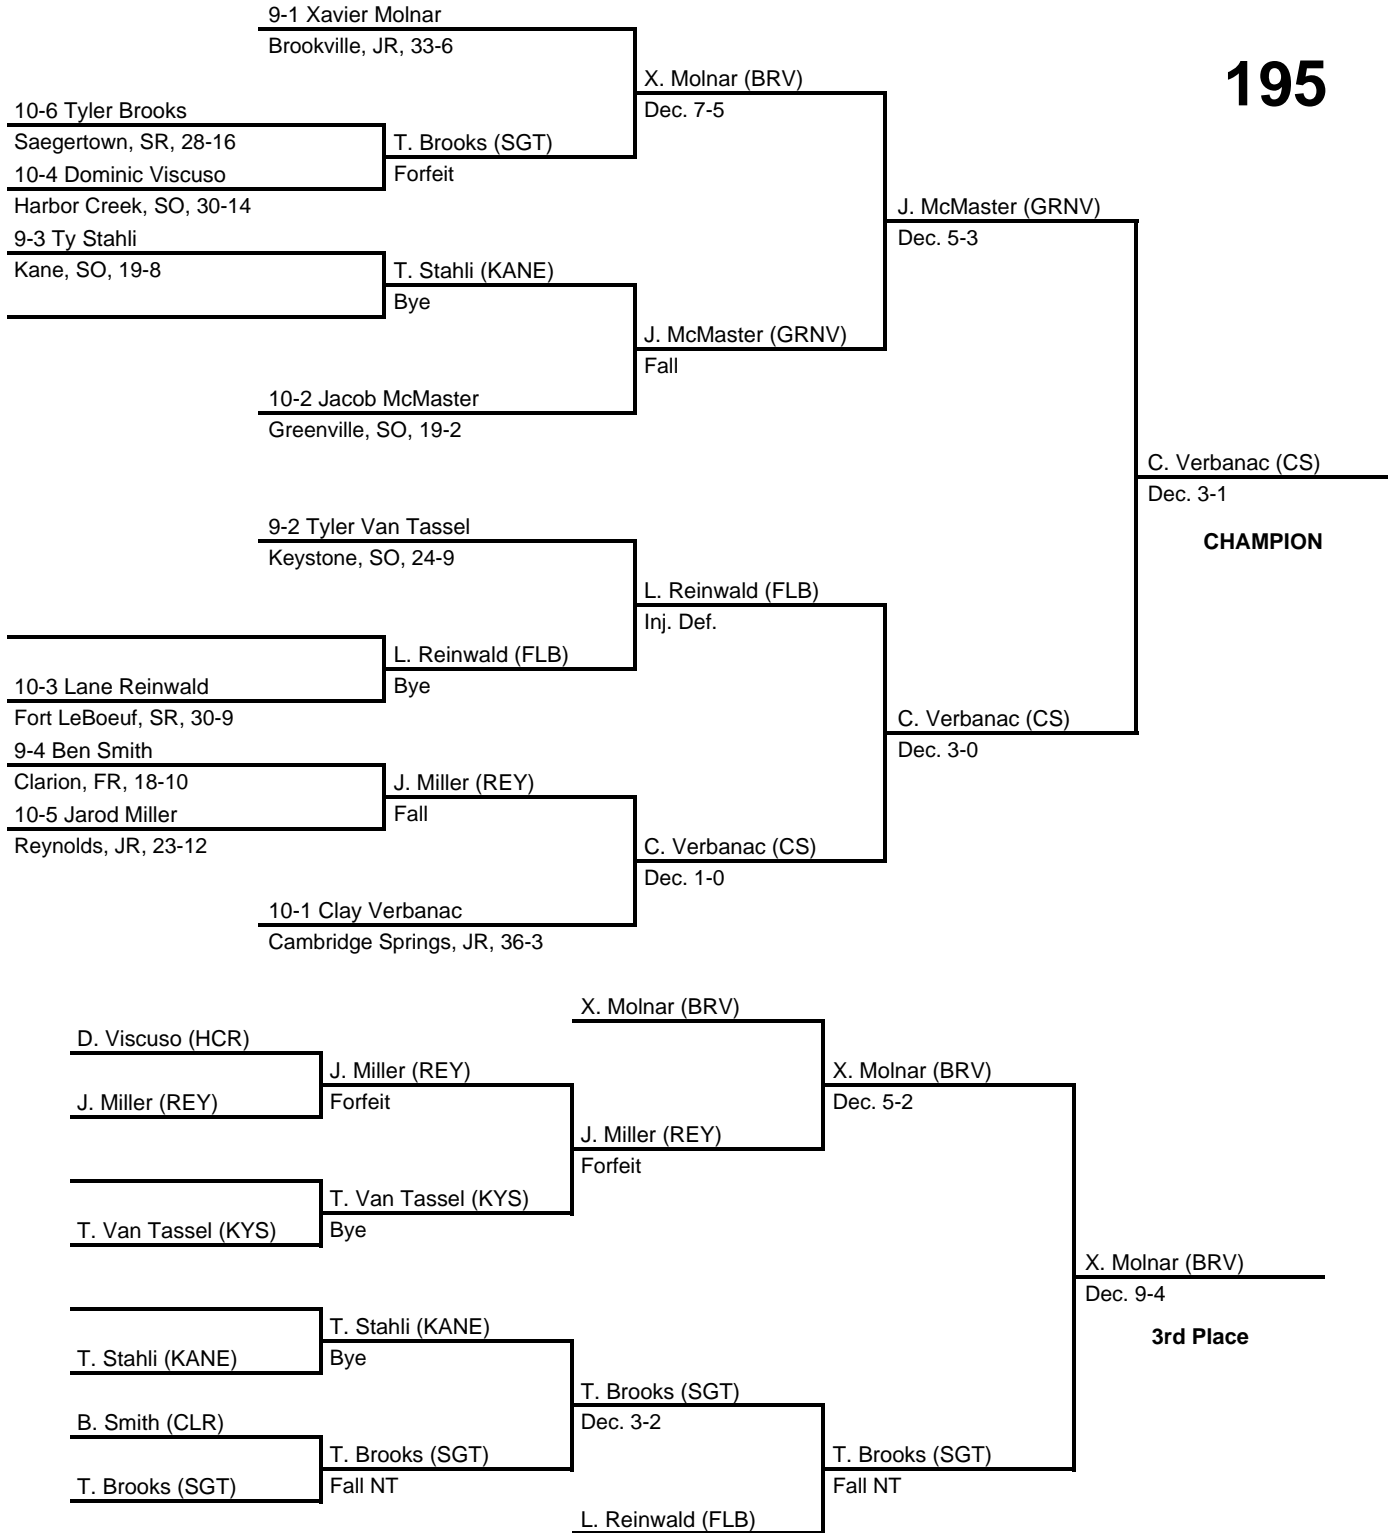 195
9-1 Xavier Molnar
Brookville, JR, 33-6
X. Molnar (BRV)
Dec. 7-5
10-6 Tyler Brooks
Saegertown, SR, 28-16
T. Brooks (SGT)
Forfeit
10-4 Dominic Viscuso
Harbor Creek, SO, 30-14
J. McMaster (GRNV)
Dec. 5-3
9-3 Ty Stahli
Kane, SO, 19-8
T. Stahli (KANE)
Bye
J. McMaster (GRNV)
Fall
10-2 Jacob McMaster
Greenville, SO, 19-2
C. Verbanac (CS)
Dec. 3-1
CHAMPION
9-2 Tyler Van Tassel
Keystone, SO, 24-9
L. Reinwald (FLB)
Inj. Def.
L. Reinwald (FLB)
Bye
10-3 Lane Reinwald
Fort LeBoeuf, SR, 30-9
C. Verbanac (CS)
Dec. 3-0
9-4 Ben Smith
Clarion, FR, 18-10
J. Miller (REY)
Fall
10-5 Jarod Miller
Reynolds, JR, 23-12
C. Verbanac (CS)
Dec. 1-0
10-1 Clay Verbanac
Cambridge Springs, JR, 36-3
X. Molnar (BRV)
D. Viscuso (HCR)
J. Miller (REY)
Forfeit
J. Miller (REY)
X. Molnar (BRV)
Dec. 5-2
J. Miller (REY)
Forfeit
T. Van Tassel (KYS)
Bye
T. Van Tassel (KYS)
X. Molnar (BRV)
Dec. 9-4
3rd Place
T. Stahli (KANE)
Bye
T. Stahli (KANE)
T. Brooks (SGT)
Dec. 3-2
B. Smith (CLR)
T. Brooks (SGT)
Fall NT
T. Brooks (SGT)
T. Brooks (SGT)
Fall NT
L. Reinwald (FLB)